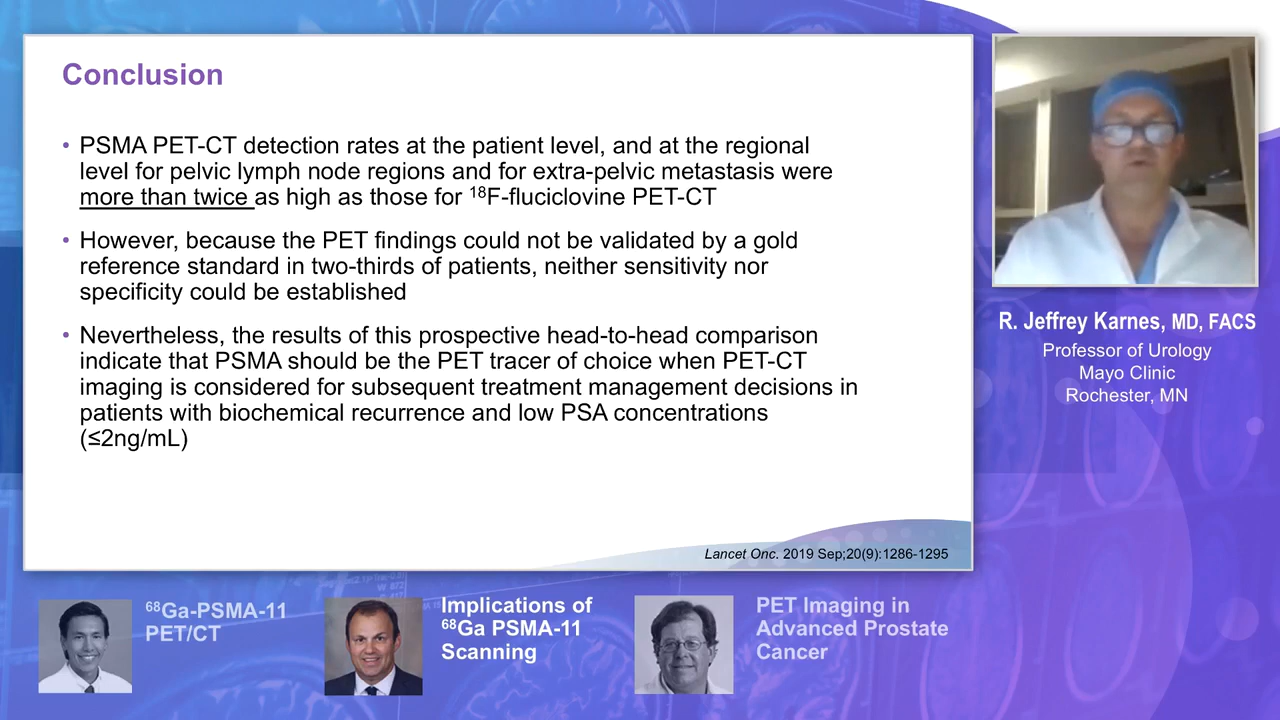 Conclusion
• PSMA PET-CT detection rates at the patient level, and at the regional
level for pelvic lymph node regions and for extra-pelvic metastasis were
more than twice as high as those for ¹⁸F-fluciclovine PET-CT
• However, because the PET findings could not be validated by a gold
reference standard in two-thirds of patients, neither sensitivity nor
specificity could be established
• Nevertheless, the results of this prospective head-to-head comparison
indicate that PSMA should be the PET tracer of choice when PET-CT
imaging is considered for subsequent treatment management decisions in
patients with biochemical recurrence and low PSA concentrations
(≤2ng/mL)
Lancet Onc. 2019 Sep;20(9):1286-1295
R. Jeffrey Karnes, MD, FACS
Professor of Urology
Mayo Clinic
Rochester, MN
⁶⁸Ga-PSMA-11
PET/CT
Implications of
⁶⁸Ga PSMA-11
Scanning
PET Imaging in
Advanced Prostate
Cancer